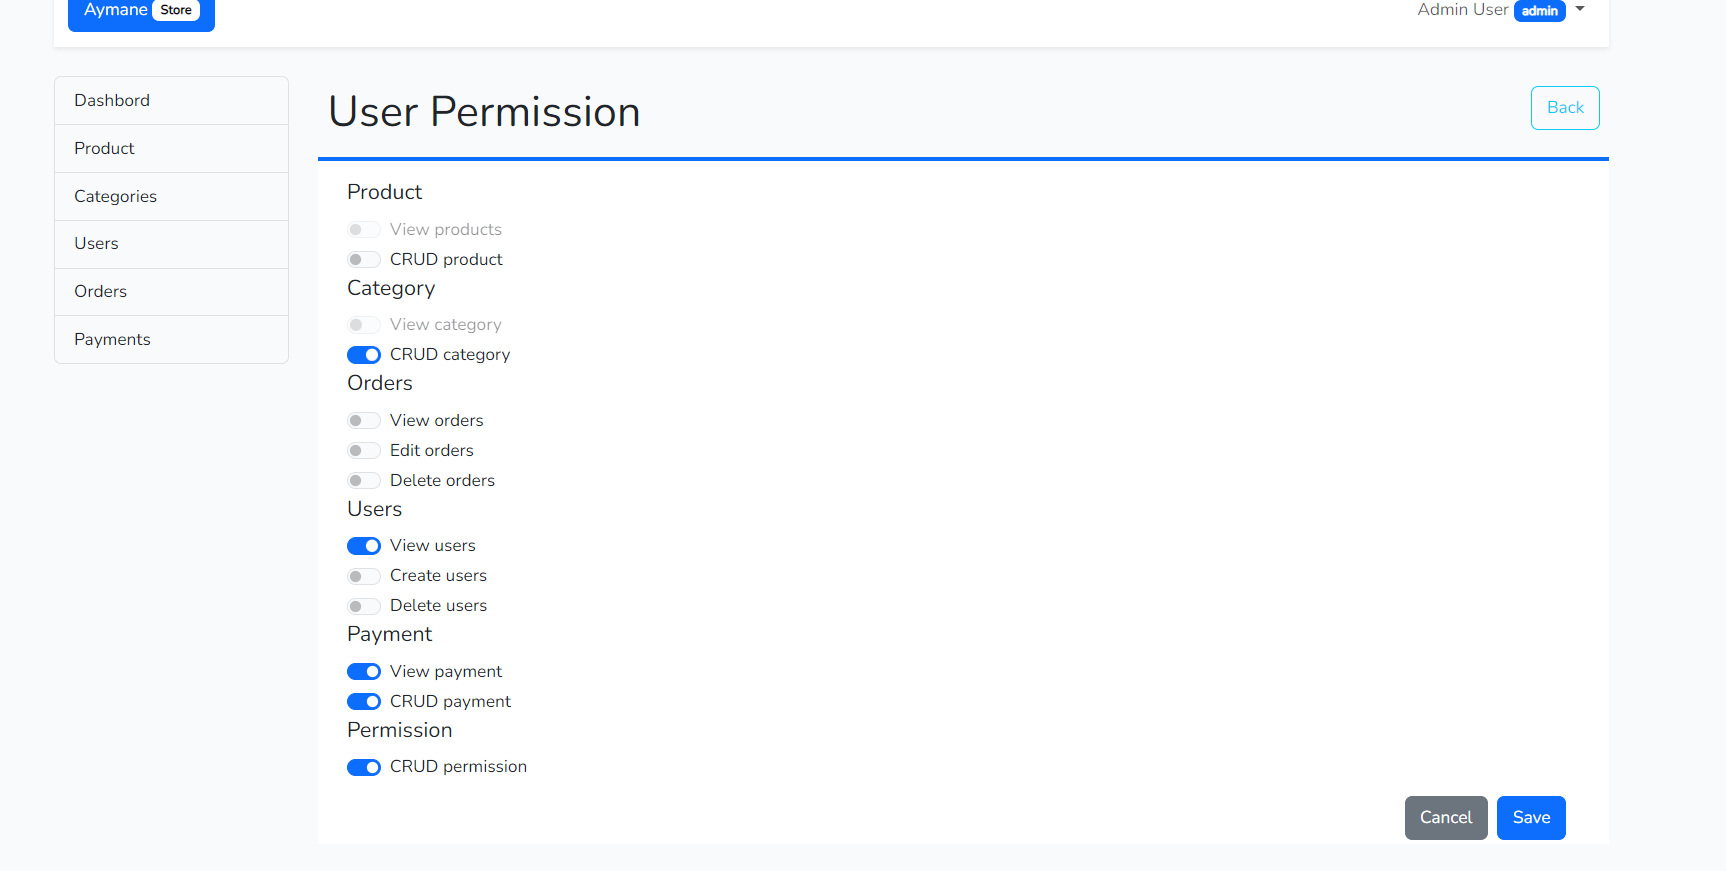 Aymane Store
Admin User admin
Dashbord
Product
Categories
Users
Orders
Payments
User Permission
Back
Product
View products
CRUD product
Category
View category
CRUD category
Orders
View orders
Edit orders
Delete orders
Users
View users
Create users
Delete users
Payment
View payment
CRUD payment
Permission
CRUD permission
Cancel Save